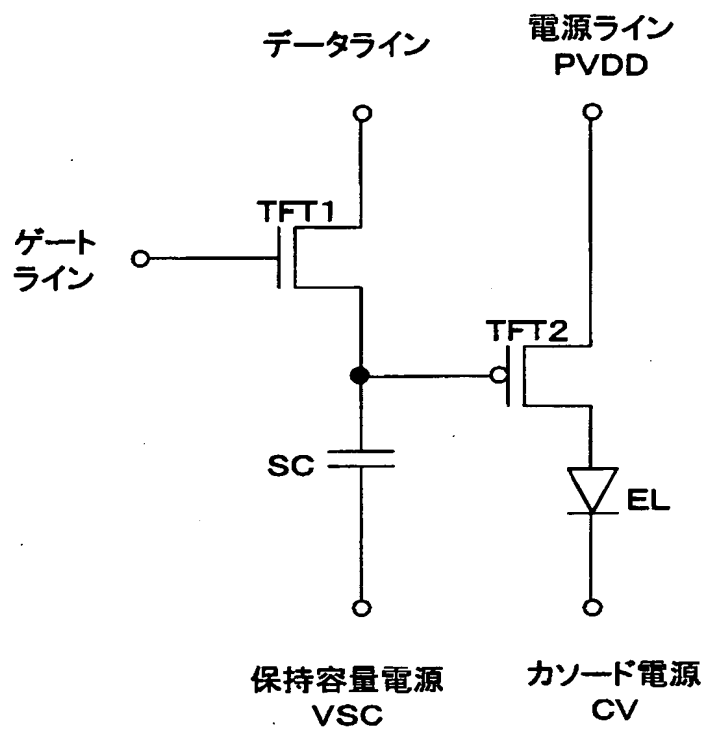 データライン
電源ライン
PVDD
TFT1
ゲート
ライン
TFT2
SC
EL
保持容量電源
VSC
カソード電源
CV